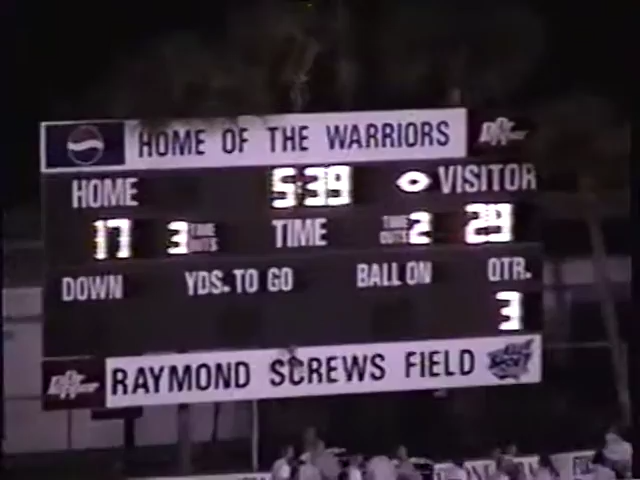 HOME OF THE WARRIORS
HOME 5:39 VISITOR
17 3 TIME OUTS TIME TIME OUTS 2 29
DOWN YDS. TO GO BALL ON QTR.
3
RAYMOND SCREWS FIELD